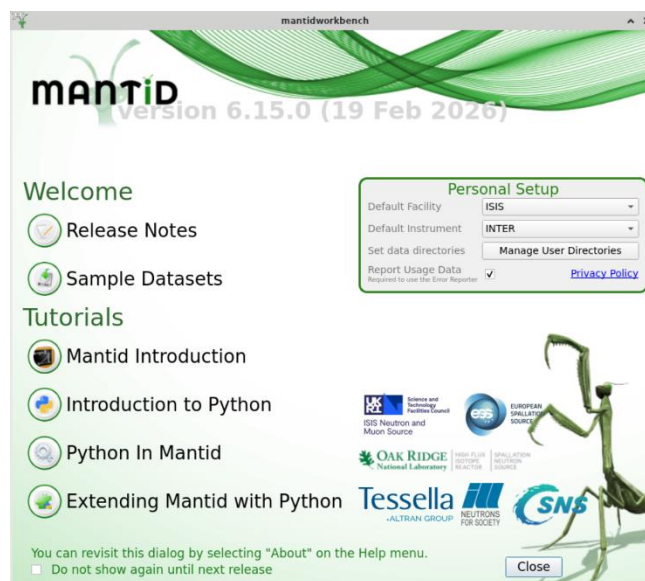 mantidworkbench
MANTiD
version 6.15.0 (19 Feb 2026)
Welcome
Release Notes
Sample Datasets
Tutorials
Mantid Introduction
Introduction to Python
Python In Mantid
Extending Mantid with Python
Personal Setup
Default Facility ISIS
Default Instrument INTER
Set data directories Manage User Directories
Report Usage Data
Required to use the Error Reporter
Privacy Policy
UK
RI
Science and
Technology
Facilities Council
ISIS Neutron and
Muon Source
ess
EUROPEAN
SPALLATION
SOURCE
OAK RIDGE
National Laboratory
HIGH FLUX
ISOTOPE
REACTOR
SPALLATION
NEUTRON
SOURCE
Tessella
ALTRAN GROUP
NEUTRONS
FOR SOCIETY
SNS
You can revisit this dialog by selecting "About" on the Help menu.
Do not show again until next release
Close